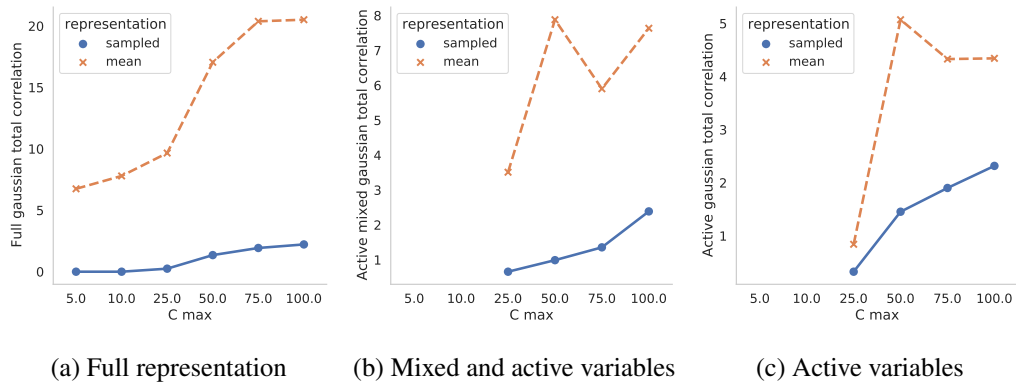 Full gaussian total correlation
20
15
10
5
0
representation
sampled
mean
5.0 10.0 25.0 50.0 75.0 100.0
C max
(a) Full representation
Active mixed gaussian total correlation
8
7
6
5
4
3
2
1
representation
sampled
mean
5.0 10.0 25.0 50.0 75.0 100.0
C max
(b) Mixed and active variables
Active gaussian total correlation
5
4
3
2
1
representation
sampled
mean
5.0 10.0 25.0 50.0 75.0 100.0
C max
(c) Active variables